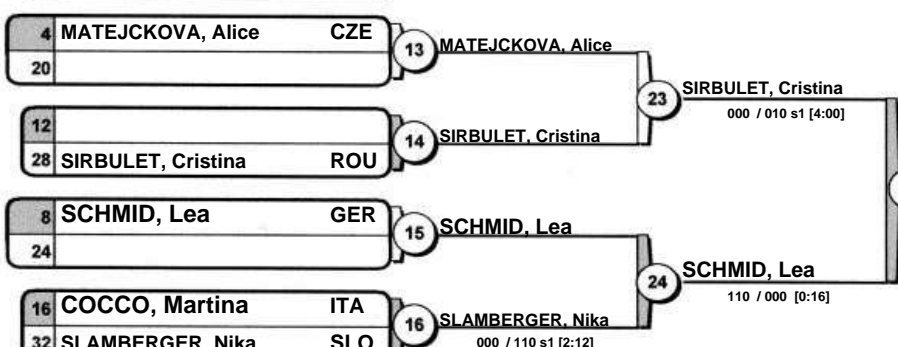 4 MATEJCKOVA, Alice CZE
20
13 MATEJCKOVA, Alice
23 SIRBULET, Cristina
000 / 010 s1 [4:00]
12
28 SIRBULET, Cristina ROU
14 SIRBULET, Cristina
8 SCHMID, Lea GER
24
15 SCHMID, Lea
24 SCHMID, Lea
110 / 000 [0:16]
16 COCCO, Martina ITA
32 SLAMBERGER, Nika SLO
16 SLAMBERGER, Nika
000 / 110 s1 [2:12]